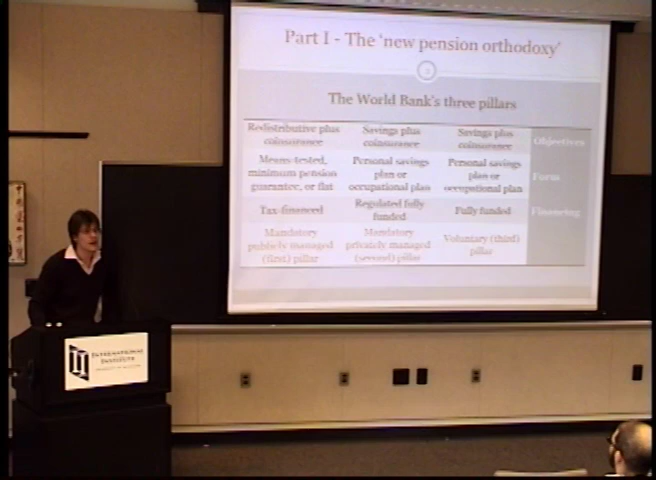 Part I - The 'new pension orthodoxy'
The World Bank's three pillars
Redistributive plus coinsurance
Savings plus coinsurance
Savings plus coinsurance
Objectives
Means-tested, minimum pension guarantee, or flat
Personal savings plan or occupational plan
Personal savings plan or occupational plan
Form
Tax-financed
Regulated fully funded
Fully funded
Financing
Mandatory publicly managed (first) pillar
Mandatory privately managed (second) pillar
Voluntary (third) pillar
International
Institute